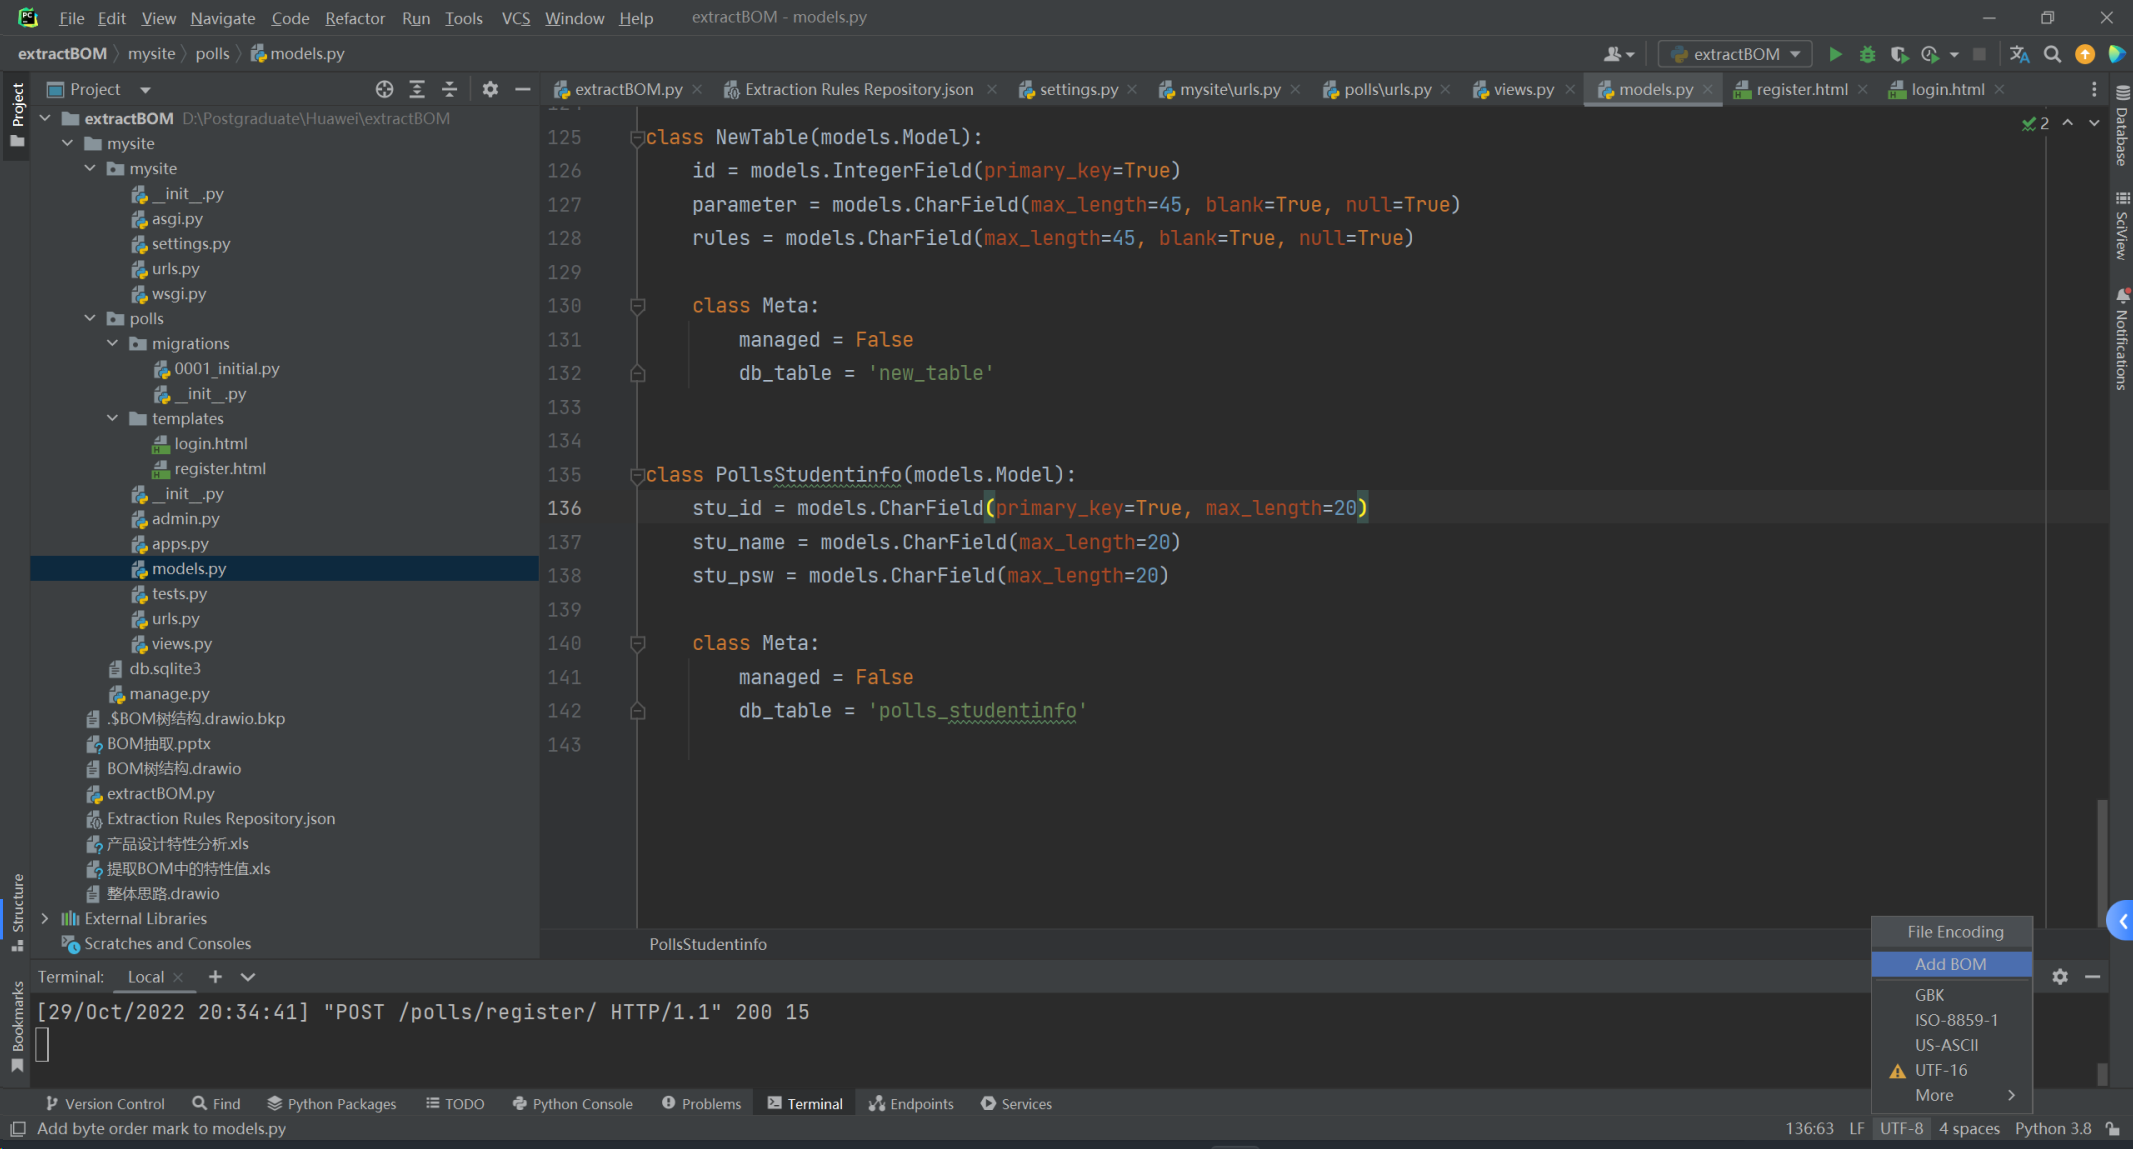 File Edit View Navigate Code Refactor Run Tools VCS Window Help extractBOM - models.py
extractBOM mysite polls models.py
extractBOM
Project
extractBOM.py Extraction Rules Repository.json settings.py mysite\urls.py polls\urls.py views.py models.py register.html login.html
Project
extractBOM D:\Postgraduate\Huawei\extractBOM
mysite
mysite
__init__.py
asgi.py
settings.py
urls.py
wsgi.py
polls
migrations
0001_initial.py
__init__.py
templates
login.html
register.html
__init__.py
admin.py
apps.py
models.py
tests.py
urls.py
views.py
db.sqlite3
manage.py
.$BOM树结构.drawio.bkp
BOM抽取.pptx
BOM树结构.drawio
extractBOM.py
Extraction Rules Repository.json
产品设计特性分析.xls
提取BOM中的特性值.xls
整体思路.drawio
External Libraries
Scratches and Consoles
Structure
Bookmarks
2
125 class NewTable(models.Model):
126 id = models.IntegerField(primary_key=True)
127 parameter = models.CharField(max_length=45, blank=True, null=True)
128 rules = models.CharField(max_length=45, blank=True, null=True)
129
130 class Meta:
131 managed = False
132 db_table = 'new_table'
133
134
135 class PollsStudentinfo(models.Model):
136 stu_id = models.CharField(primary_key=True, max_length=20)
137 stu_name = models.CharField(max_length=20)
138 stu_psw = models.CharField(max_length=20)
139
140 class Meta:
141 managed = False
142 db_table = 'polls_studentinfo'
143
PollsStudentinfo
Database
SciView
Notifications
Terminal: Local
[29/Oct/2022 20:34:41] "POST /polls/register/ HTTP/1.1" 200 15
File Encoding
Add BOM
GBK
ISO-8859-1
US-ASCII
UTF-16
More
Version Control Find Python Packages TODO Python Console Problems Terminal Endpoints Services
Add byte order mark to models.py 136:63 LF UTF-8 4 spaces Python 3.8